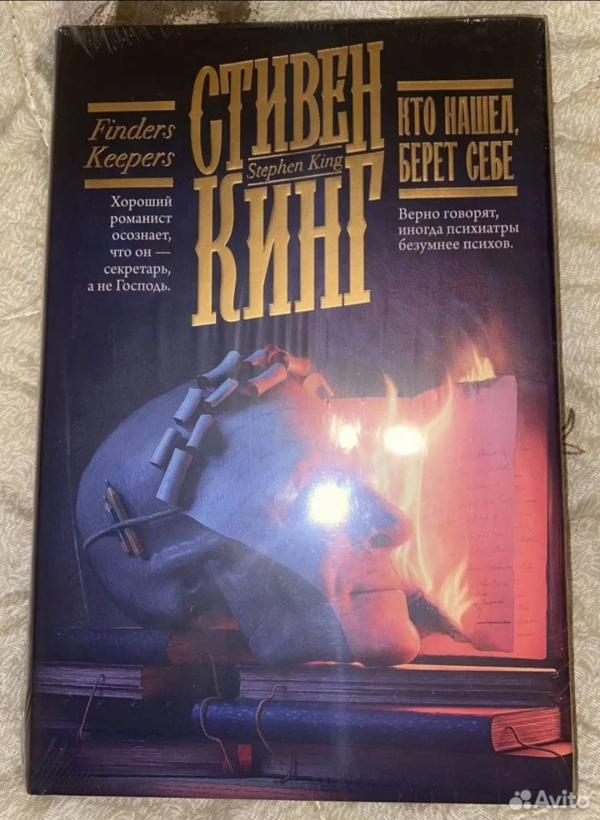 Finders
Keepers
Хороший
романист
осознает,
что он —
секретарь,
а не Господь.
СТИВЕН
Stephen King
КИНГ
КТО НАШЕЛ,
БЕРЕТ СЕБЕ
Верно говорят,
иногда психиатры
безумнее психов.
Avito